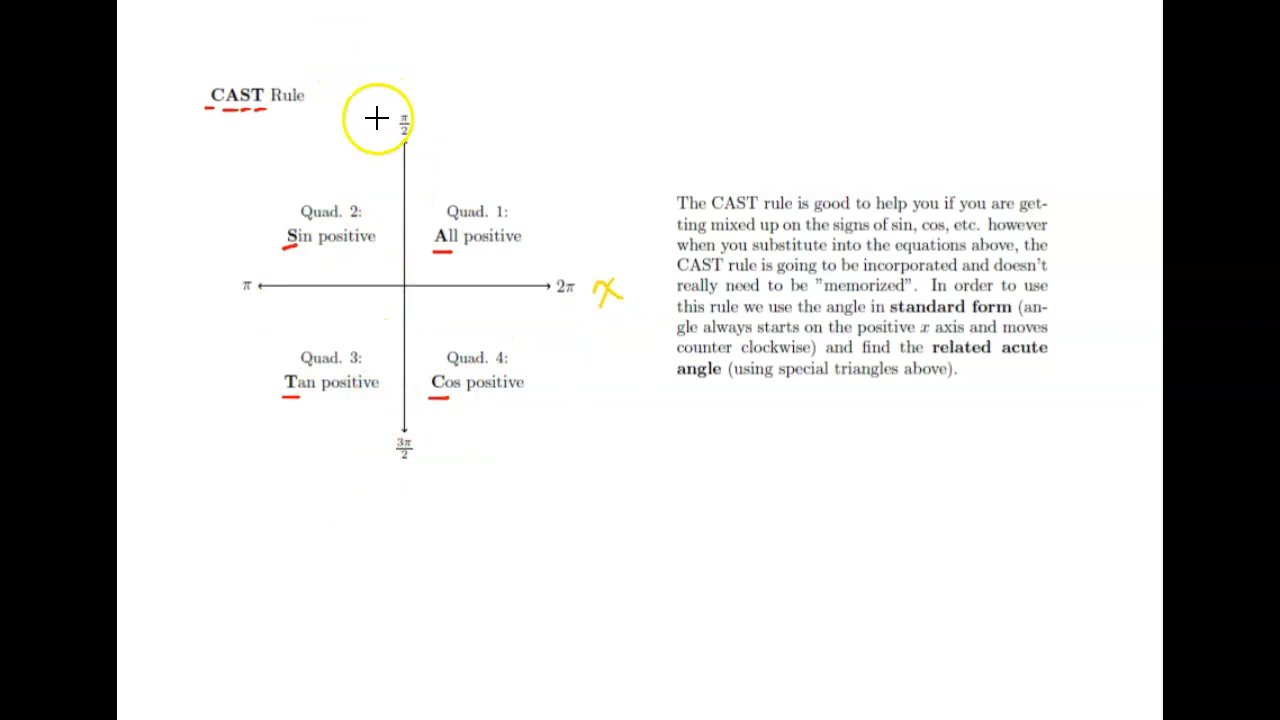 CAST Rule
π/2
Quad. 2:
Sin positive
Quad. 1:
All positive
π
2π
x
Quad. 3:
Tan positive
Quad. 4:
Cos positive
3π/2
The CAST rule is good to help you if you are get-
ting mixed up on the signs of sin, cos, etc. however
when you substitute into the equations above, the
CAST rule is going to be incorporated and doesn't
really need to be "memorized". In order to use
this rule we use the angle in standard form (an-
gle always starts on the positive x axis and moves
counter clockwise) and find the related acute
angle (using special triangles above).